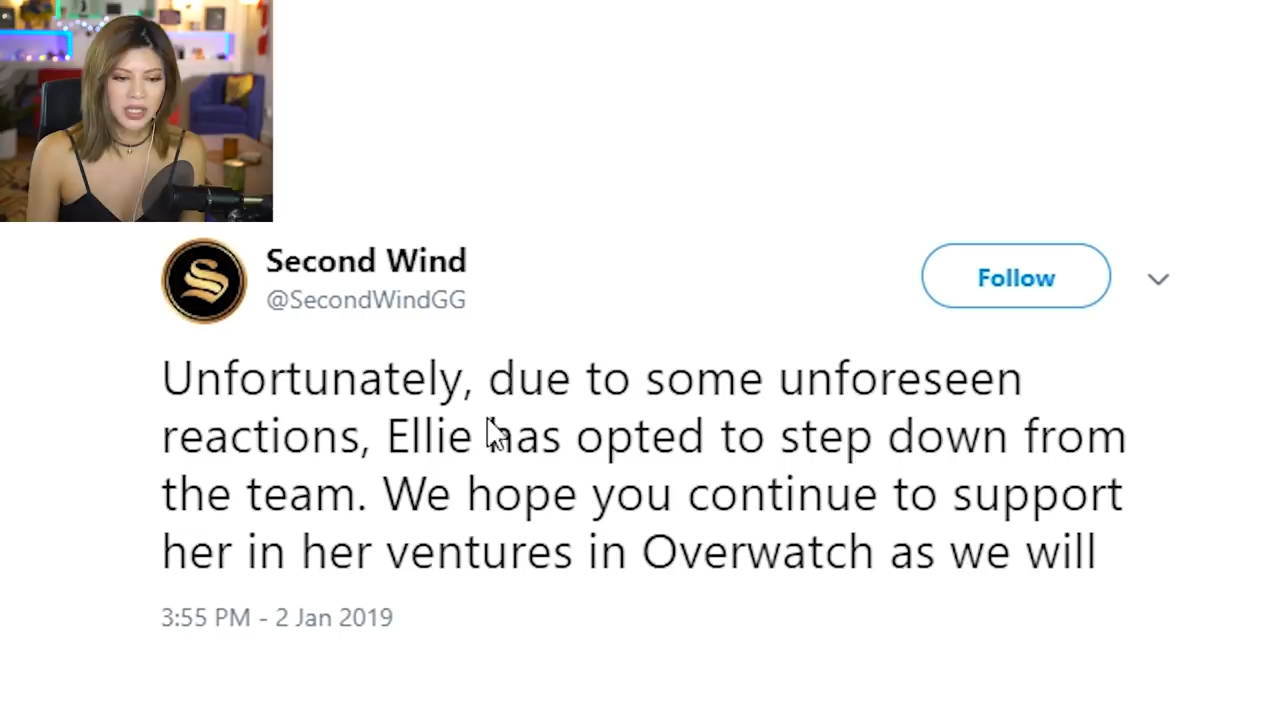 Second Wind
@SecondWindGG
Follow
Unfortunately, due to some unforeseen
reactions, Ellie has opted to step down from
the team. We hope you continue to support
her in her ventures in Overwatch as we will
3:55 PM - 2 Jan 2019